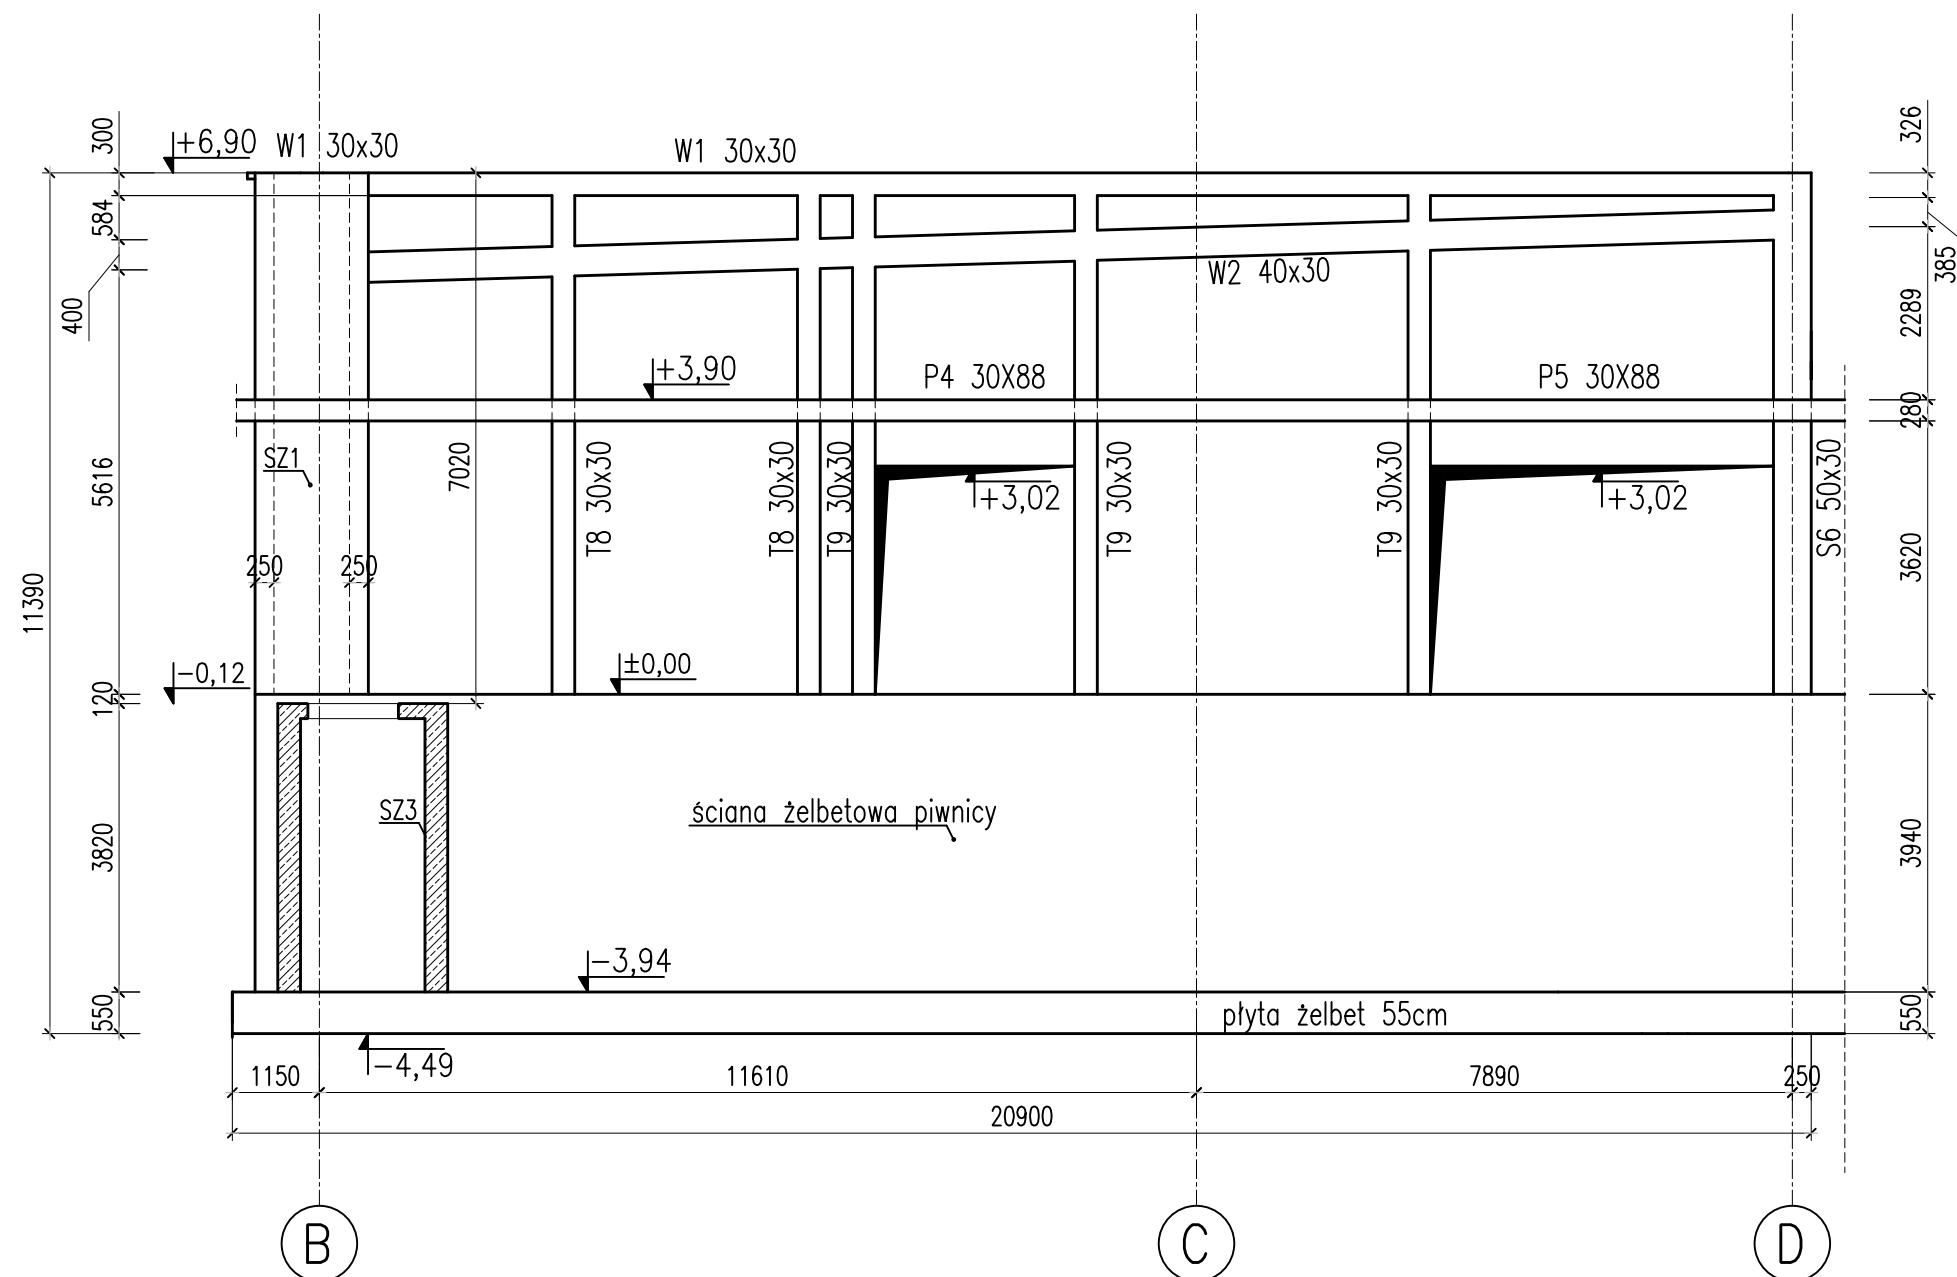 300
+6,90
W1 30x30
W1 30x30
326
584
400
385
2289
W2 40x30
+3,90
P4 30X88
P5 30X88
280
SZ1
7020
5616
T8 30x30
T8 30x30
T9 30x30
+3,02
T9 30x30
T9 30x30
+3,02
S6 50x30
3620
250
250
11390
-0,12
±0,00
120
SZ3
ściana żelbetowa piwnicy
3820
3940
-3,94
550
płyta żelbet 55cm
550
-4,49
1150
11610
7890
250
20900
B
C
D